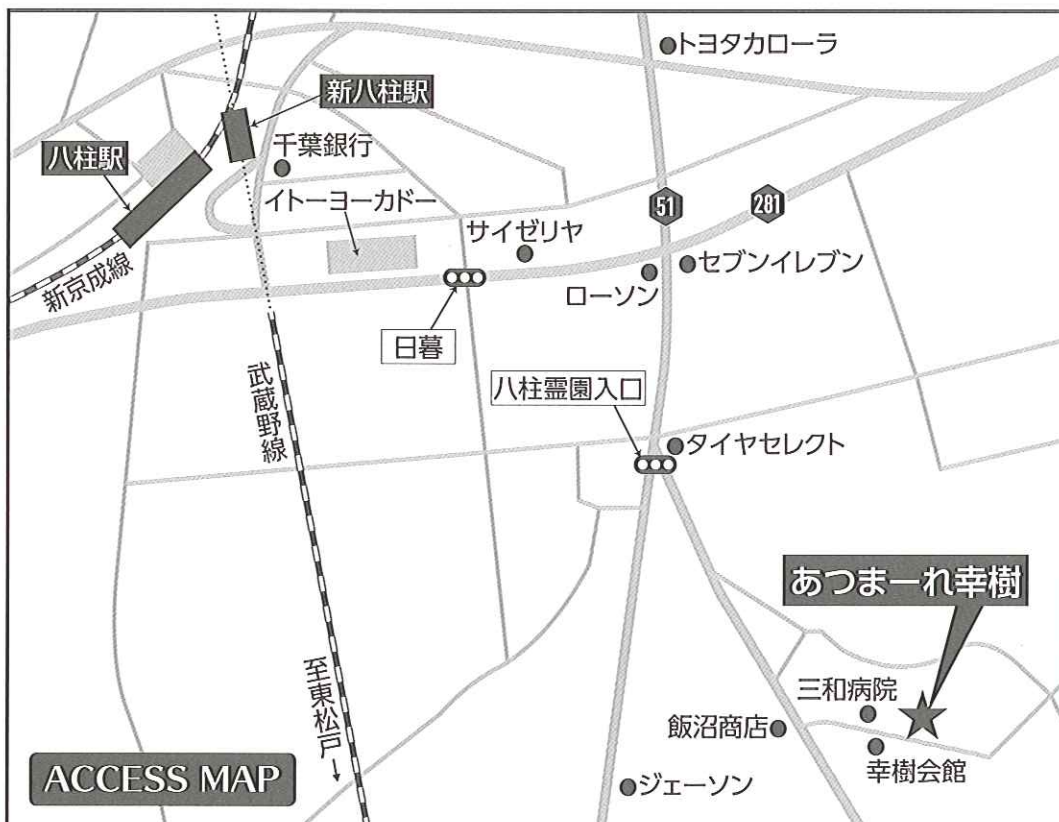 トヨタカローラ
新八柱駅
千葉銀行
八柱駅
イトーヨーカドー
51
281
サイゼリヤ
セブンイレブン
ローソン
新京成線
日暮
武蔵野線
八柱霊園入口
タイヤセレクト
あつまーれ幸樹
至東松戸
三和病院
飯沼商店
幸樹会館
ACCESS MAP
ジェーソン